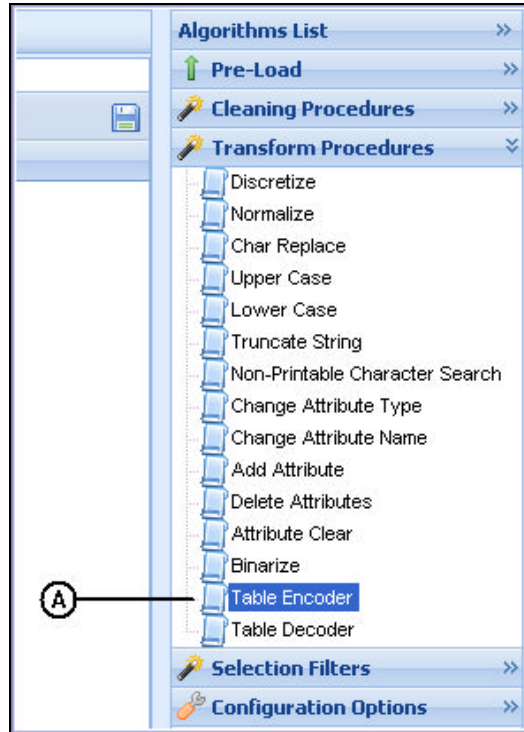 Algorithms List »
Pre-Load »
Cleaning Procedures »
Transform Procedures
Discretize
Normalize
Char Replace
Upper Case
Lower Case
Truncate String
Non-Printable Character Search
Change Attribute Type
Change Attribute Name
Add Attribute
Delete Attributes
Attribute Clear
Binarize
A Table Encoder
Table Decoder
Selection Filters »
Configuration Options »